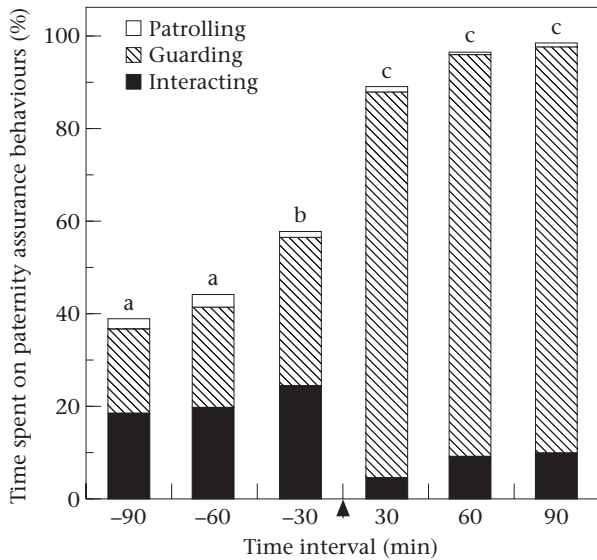 Time spent on paternity assurance behaviours (%)
100
80
60
40
20
0
Patrolling
Guarding
Interacting
a
a
b
c
c
c
–90
–60
–30
30
60
90
Time interval (min)